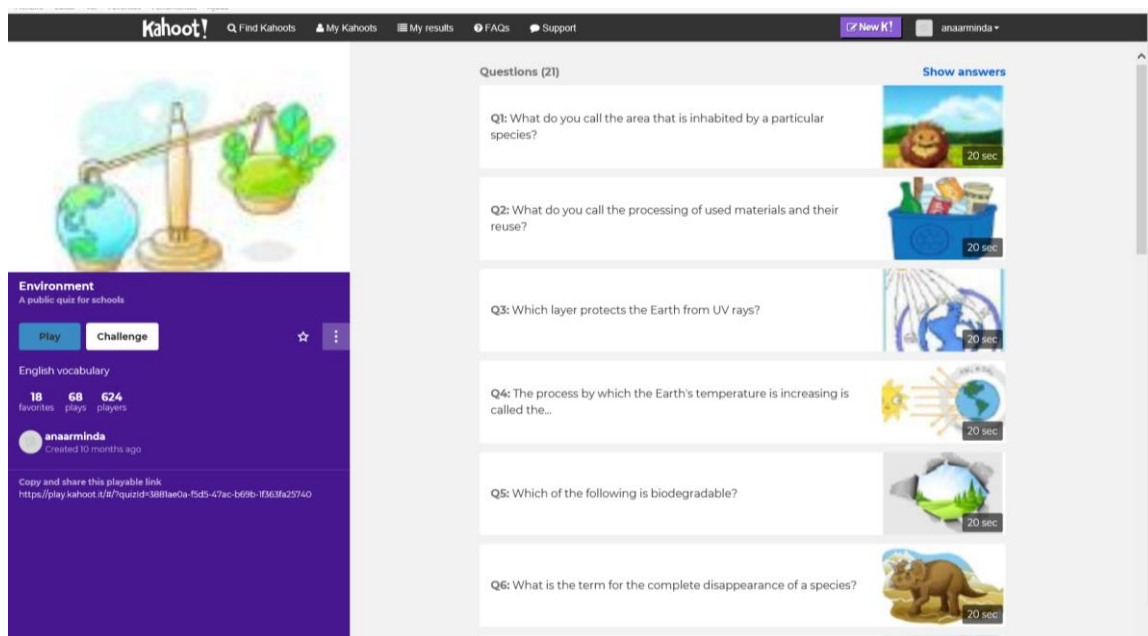 Kahoot! Find Kahoots My Kahoots My results FAQs Support New K! anaarminda
Questions (21) Show answers
Q1: What do you call the area that is inhabited by a particular
species?
20 sec
Q2: What do you call the processing of used materials and their
reuse?
20 sec
Q3: Which layer protects the Earth from UV rays?
20 sec
Q4: The process by which the Earth's temperature is increasing is
called the...
20 sec
Q5: Which of the following is biodegradable?
20 sec
Q6: What is the term for the complete disappearance of a species?
20 sec
Environment
A public quiz for schools
Play Challenge
English vocabulary
18 68 624
favorites plays players
anaarminda
Created 10 months ago
Copy and share this playable link
https://play.kahoot.it/#/?quizId=3881ae0a-f5d5-47ac-b69b-1f363fa25740